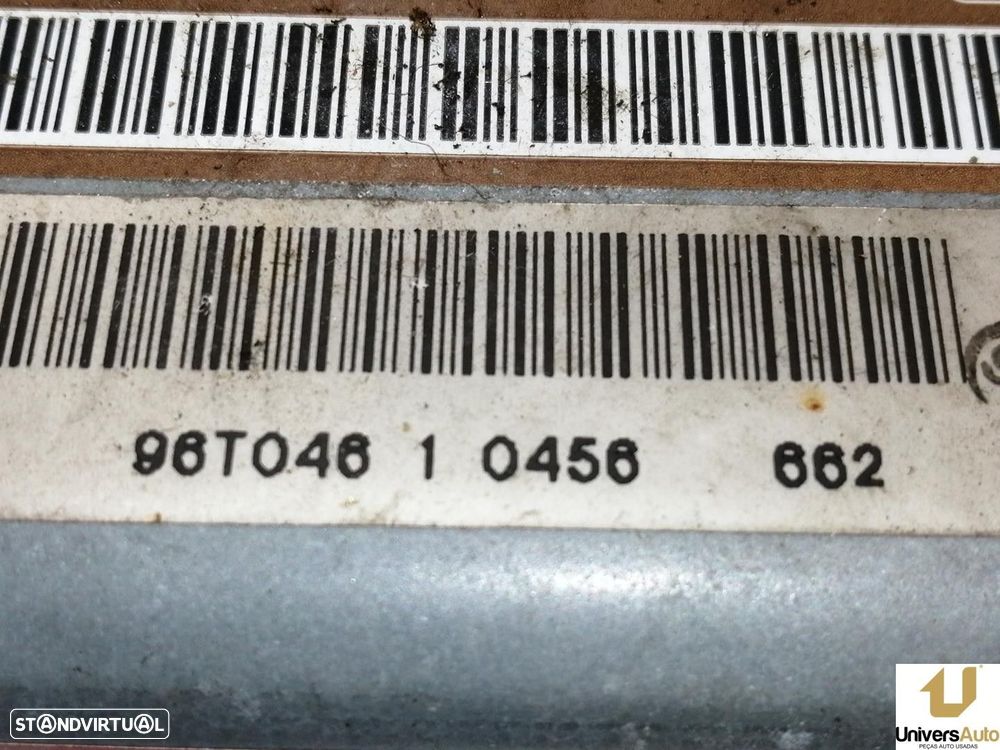 96T046 1 0456 662
STANDVIRTUAL
UniversAuto
PEÇAS AUTO USADAS